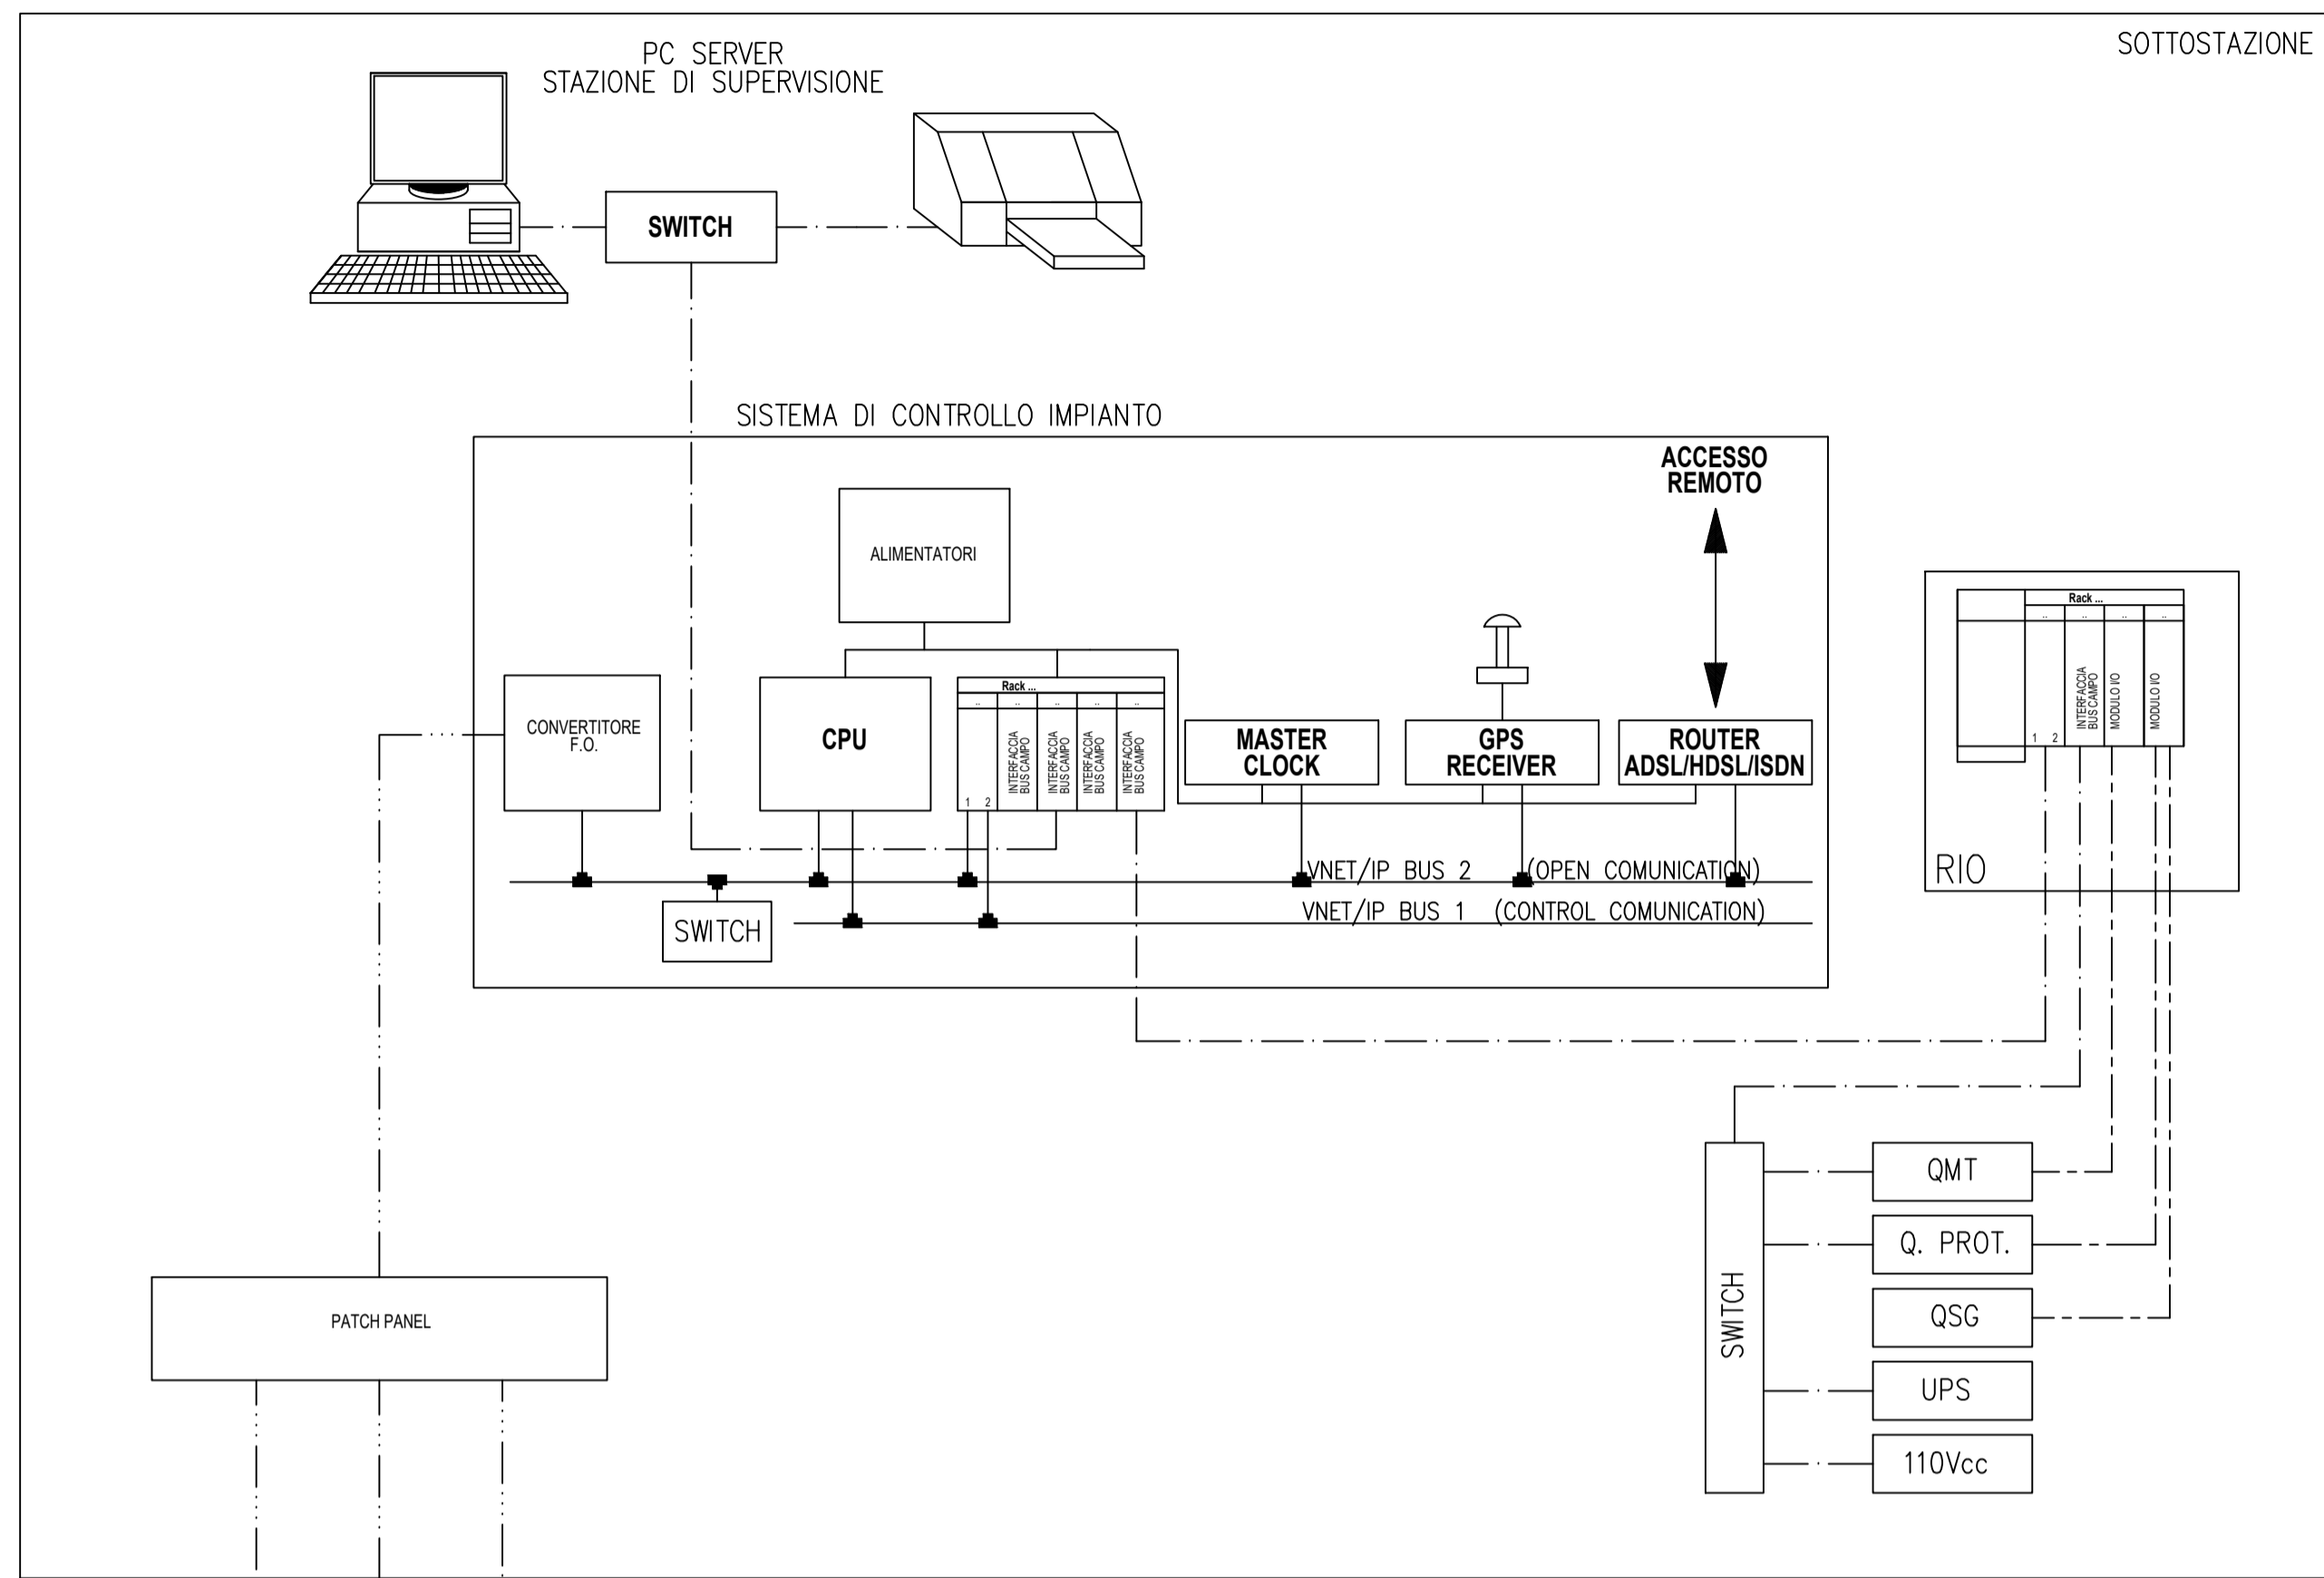 SOTTOSTAZIONE
PC SERVER
STAZIONE DI SUPERVISIONE
SWITCH
SISTEMA DI CONTROLLO IMPIANTO
ACCESSO
REMOTO
ALIMENTATORI
CONVERTITORE
F.O.
CPU
Rack ...
.. .. .. .. ..
INTERFACCIA
BUS CAMPO
INTERFACCIA
BUS CAMPO
INTERFACCIA
BUS CAMPO
INTERFACCIA
BUS CAMPO
1 2
MASTER
CLOCK
GPS
RECEIVER
ROUTER
ADSL/HDSL/ISDN
VNET/IP BUS 2 (OPEN COMUNICATION)
VNET/IP BUS 1 (CONTROL COMUNICATION)
SWITCH
Rack ...
.. .. .. ..
INTERFACCIA
BUS CAMPO
MODULO I/O
MODULO I/O
1 2
RIO
PATCH PANEL
SWITCH
QMT
Q. PROT.
QSG
UPS
110Vcc